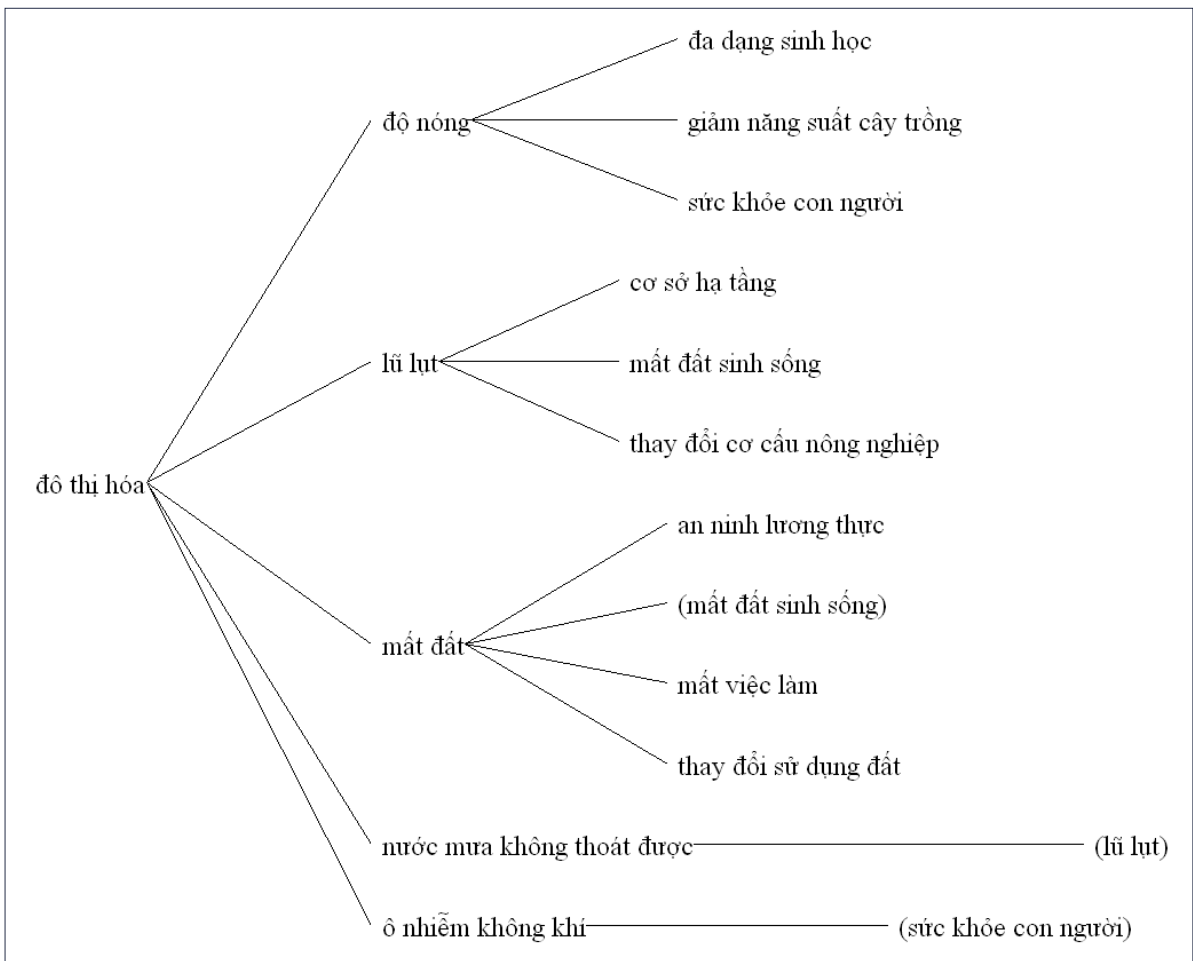 đa dạng sinh học
độ nóng
giảm năng suất cây trồng
sức khỏe con người
cơ sở hạ tầng
lũ lụt
mất đất sinh sống
thay đổi cơ cấu nông nghiệp
đô thị hóa
an ninh lương thực
(mất đất sinh sống)
mất đất
mất việc làm
thay đổi sử dụng đất
nước mưa không thoát được
(lũ lụt)
ô nhiễm không khí
(sức khỏe con người)